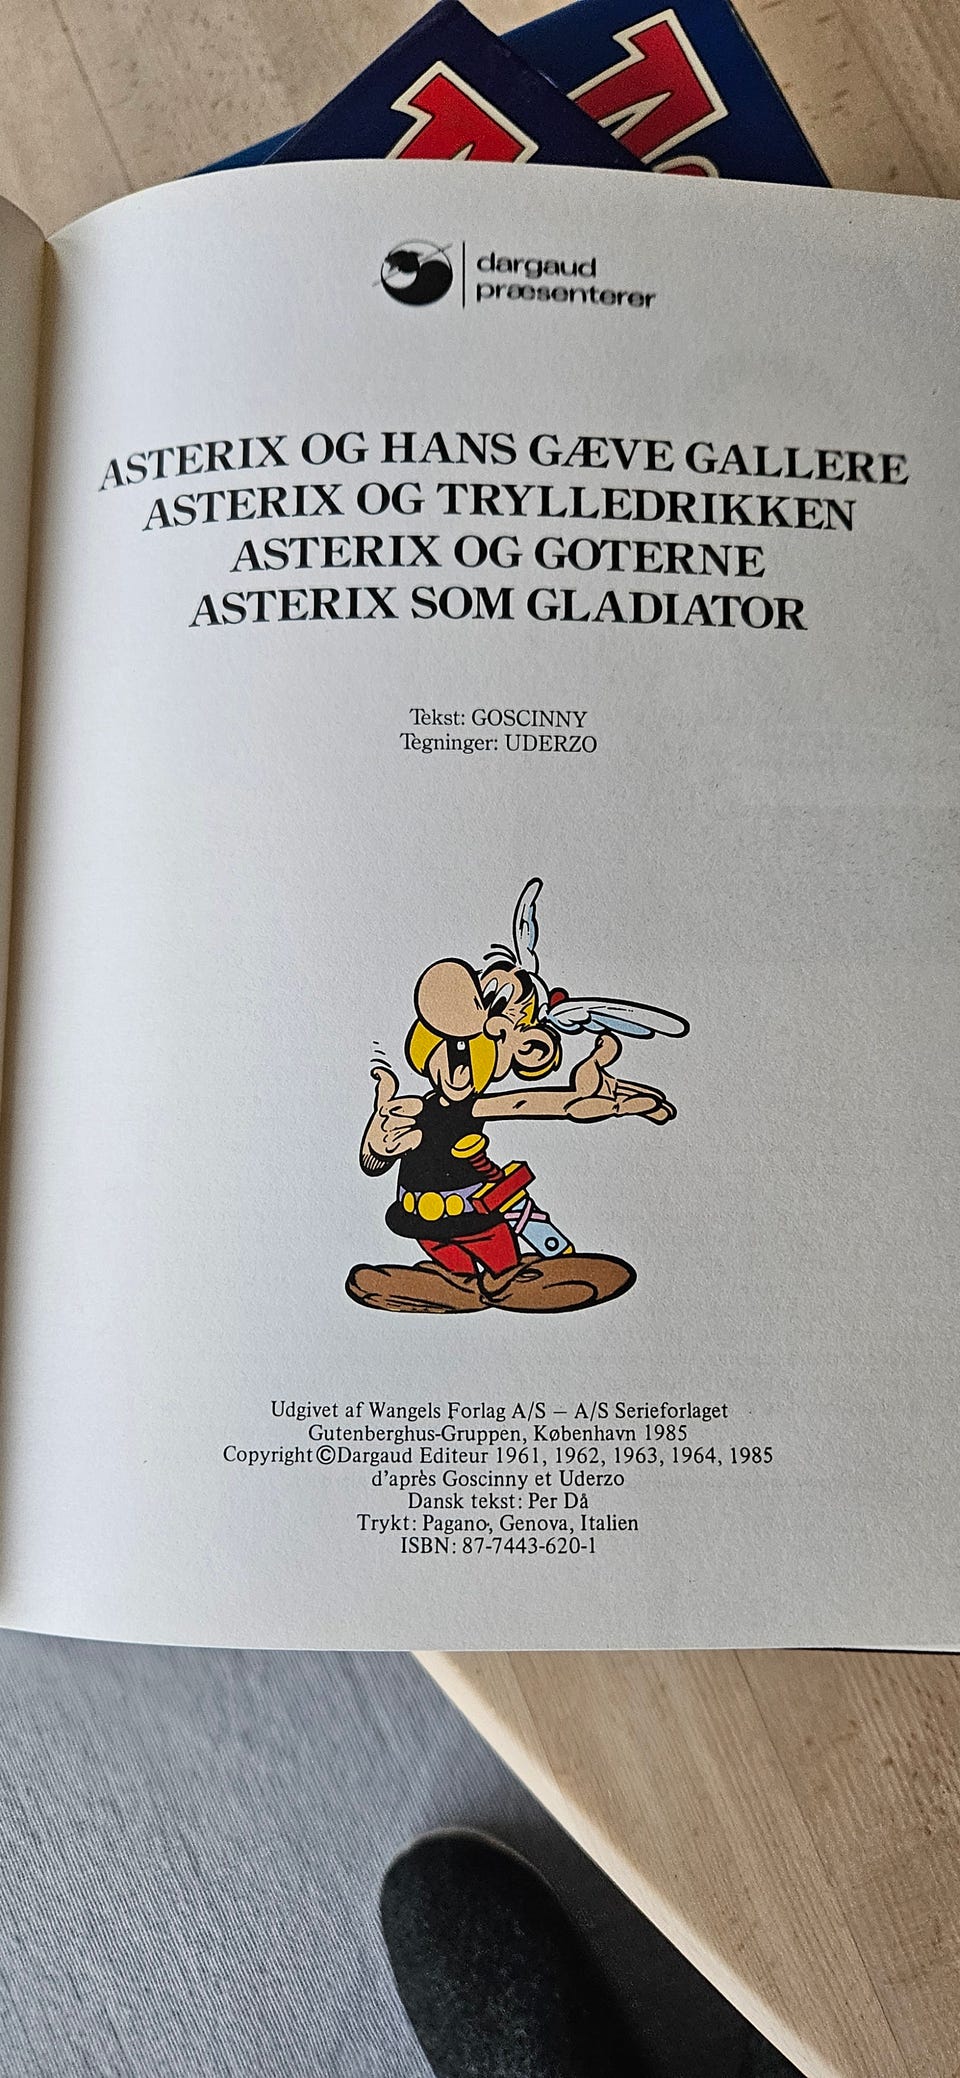 dargaud
præsenterer
ASTERIX OG HANS GÆVE GALLERE
ASTERIX OG TRYLLEDRIKKEN
ASTERIX OG GOTERNE
ASTERIX SOM GLADIATOR
Tekst: GOSCINNY
Tegninger: UDERZO
Udgivet af Wangels Forlag A/S – A/S Serieforlaget
Gutenberghus-Gruppen, København 1985
Copyright ©Dargaud Editeur 1961, 1962, 1963, 1964, 1985
d'après Goscinny et Uderzo
Dansk tekst: Per Då
Trykt: Pagano, Genova, Italien
ISBN: 87-7443-620-1